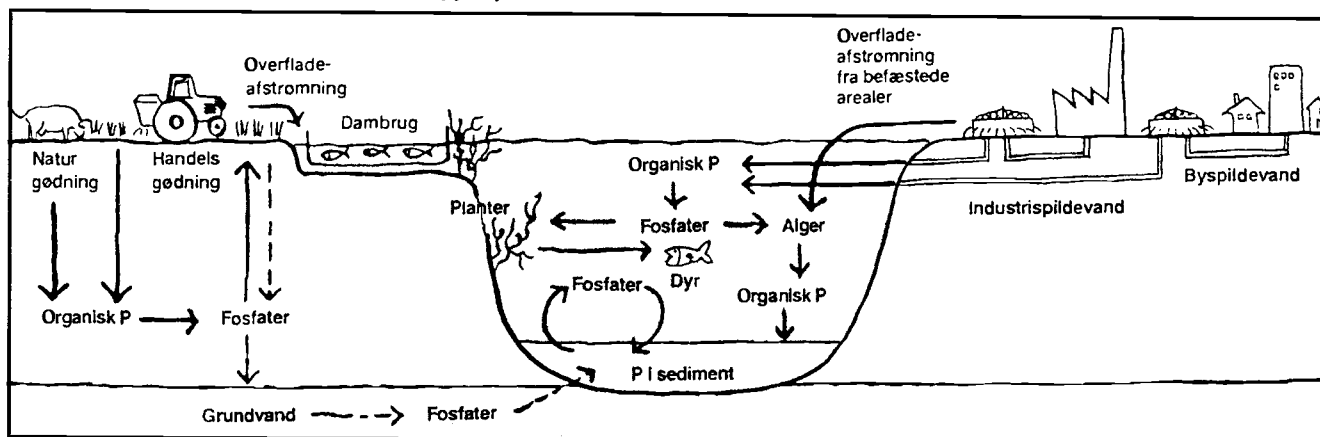 Overflade-
afstrømning
Overflade-
afstrømning
fra befæstede
arealer
Dambrug
Natur
gødning
Handels
gødning
Organisk P
Byspildevand
Planter
Fosfater
Alger
Industrispildevand
Dyr
Fosfater
Organisk P
Organisk P
Fosfater
P i sediment
Grundvand
Fosfater